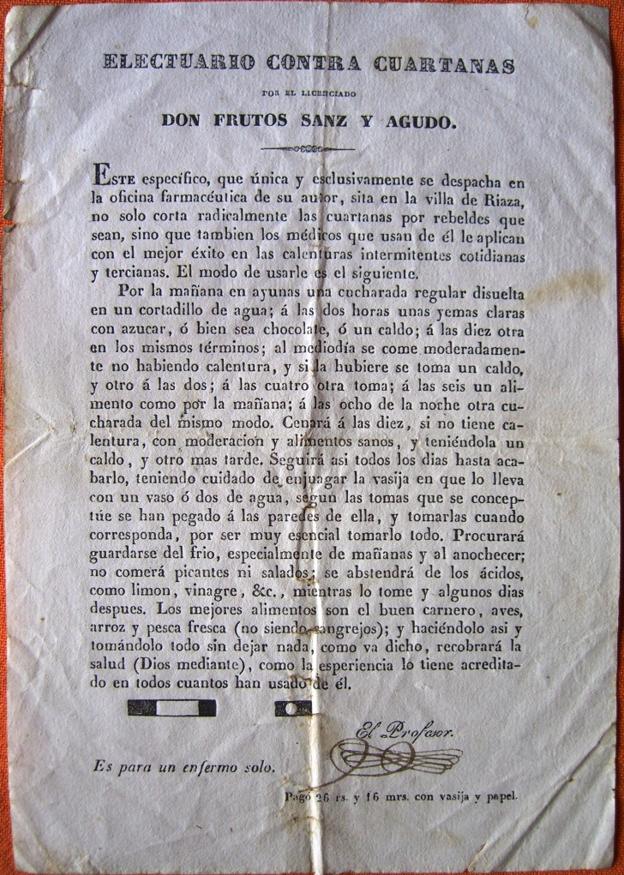 ELECTUARIO CONTRA CUARTANAS
POR EL LICENCIADO
DON FRUTOS SANZ Y AGUDO.
ESTE específico, que única y esclusivamente se despacha en
la oficina farmacéutica de su autor, sita en la villa de Riaza,
no solo corta radicalmente las cuartanas por rebeldes que
sean, sino que tambien los médicos que usan de él le aplican
con el mejor éxito en las calenturas intermitentes cotidianas
y tercianas. El modo de usarle es el siguiente.
Por la mañana en ayunas una cucharada regular disuelta
en un cortadillo de agua; á las dos horas unas yemas claras
con azucar, ó bien sea chocolate, ó un caldo; á las diez otra
en los mismos términos; al mediodía se come moderadamen-
te no habiendo calentura, y si la hubiere se toma un caldo,
y otro á las dos; á las cuatro otra toma; á las seis un ali-
mento como por la mañana; á las ocho de la noche otra cu-
charada del mismo modo. Cenará á las diez, si no tiene ca-
lentura, con moderacion y alimentos sanos, y teniéndola un
caldo, y otro mas tarde. Seguirá asi todos los dias hasta aca-
barlo, teniendo cuidado de enjuagar la vasija en que lo lleva
con un vaso ó dos de agua, segun las tomas que se concep-
túe se han pegado á las paredes de ella, y tomarlas cuando
corresponda, por ser muy esencial tomarlo todo. Procurará
guardarse del frio, especialmente de mañanas y al anochecer;
no comerá picantes ni salados; se abstendrá de los ácidos,
como limon, vinagre, &c., mientras lo tome y algunos dias
despues. Los mejores alimentos son el buen carnero, aves,
arroz y pesca fresca (no siendo cangrejos); y haciéndolo asi y
tomándolo todo sin dejar nada, como va dicho, recobrará la
salud (Dios mediante), como la esperiencia lo tiene acredita-
do en todos cuantos han usado de él.
El Profesor.
Es para un enfermo solo.
Pagó 26 rs. y 16 mrs. con vasija y papel.